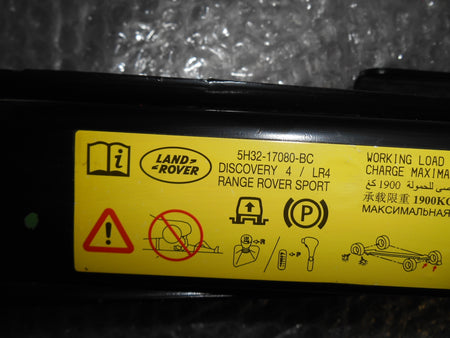 LAND-
ROVER
5H32-17080-BC
DISCOVERY 4 / LR4
RANGE ROVER SPORT
WORKING LOAD
CHARGE MAXIMA
للحمولة 1900 كغ
承载限重 1900KG
МАКСИМАЛЬНАЯ
P
R
P